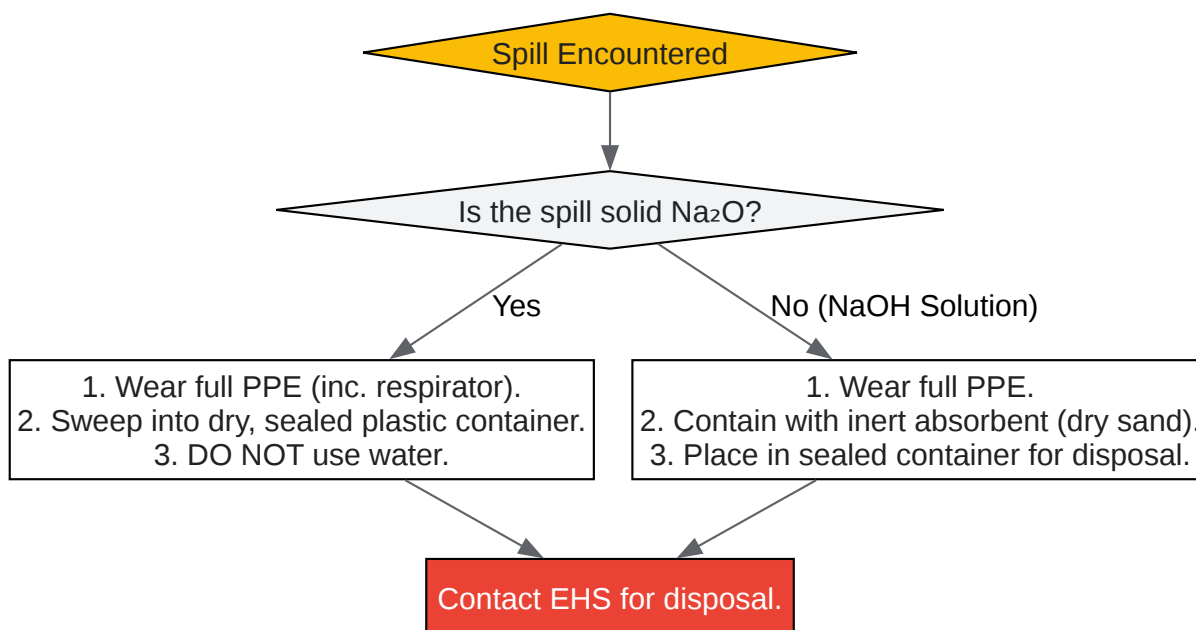 Spill Encountered
Is the spill solid Na₂O?
Yes
No (NaOH Solution)
1. Wear full PPE (inc. respirator).
2. Sweep into dry, sealed plastic container.
3. DO NOT use water.
1. Wear full PPE.
2. Contain with inert absorbent (dry sand).
3. Place in sealed container for disposal.
Contact EHS for disposal.